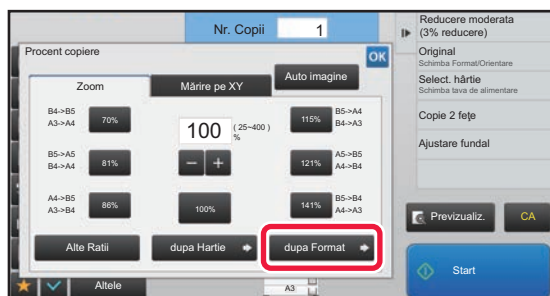 Nr. Copii 1
Procent copiere
OK
Zoom
Mărire pe XY
Auto imagine
B4->B5
A3->A4
70%
100
(25~400)
%
115%
B5->A4
B4->A3
B5->A5
B4->A4
81%
121%
A5->B5
A4->B4
A4->B5
A3->B4
86%
100%
141%
B5->B4
A4->A3
Alte Ratii
dupa Hartie
dupa Format
Altele
A3
Reducere moderata
(3% reducere)
Original
Schimba Format/Orientare
Select. hârtie
Schimba tava de alimentare
Copie 2 feţe
Ajustare fundal
Previzualiz.
CA
Start